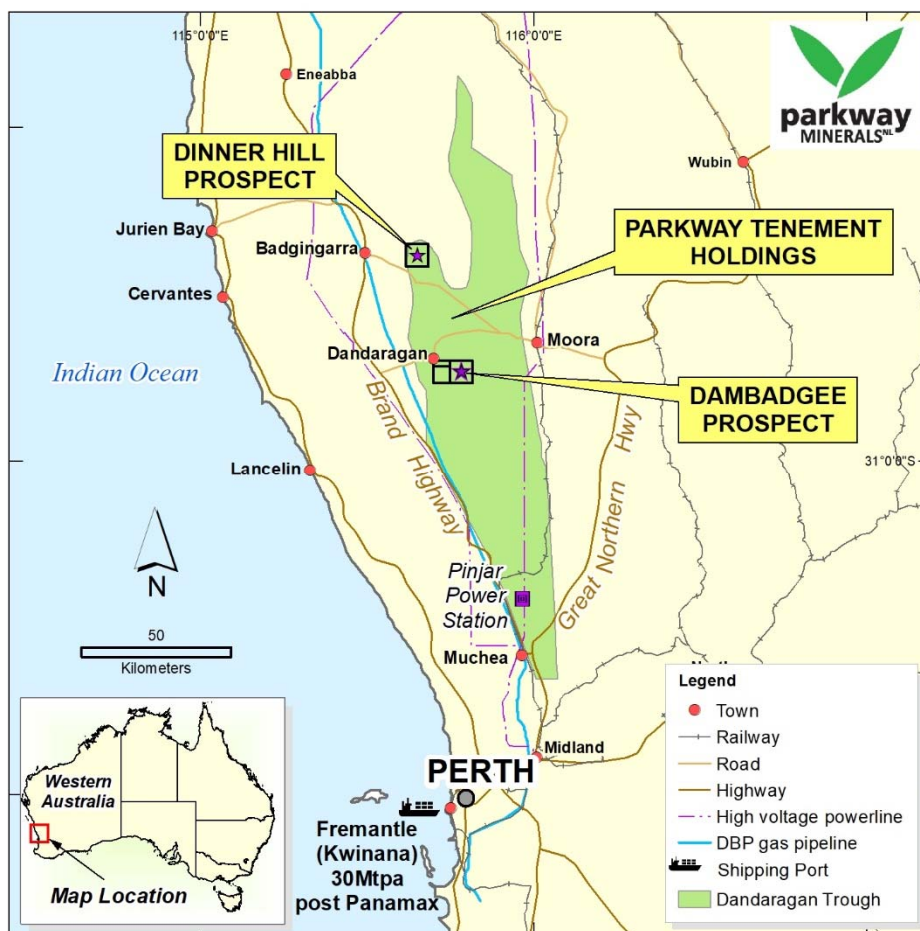 115°0'0"E
116°0'0"E
Eneabba
parkway
MINERALS NL
DINNER HILL
PROSPECT
Wubin
Jurien Bay
Badgingarra
PARKWAY TENEMENT
HOLDINGS
Cervantes
Moora
Dandaragan
Indian Ocean
DAMBADGEE
PROSPECT
Brand Highway
Great Northern Hwy
31°0'0"S
Lancelin
N
Pinjar
Power
Station
50
Kilometers
Muchea
Legend
Town
Railway
Road
Highway
High voltage powerline
DBP gas pipeline
Shipping Port
Dandaragan Trough
Midland
PERTH
Western
Australia
Map Location
Fremantle
(Kwinana)
30Mtpa
post Panamax